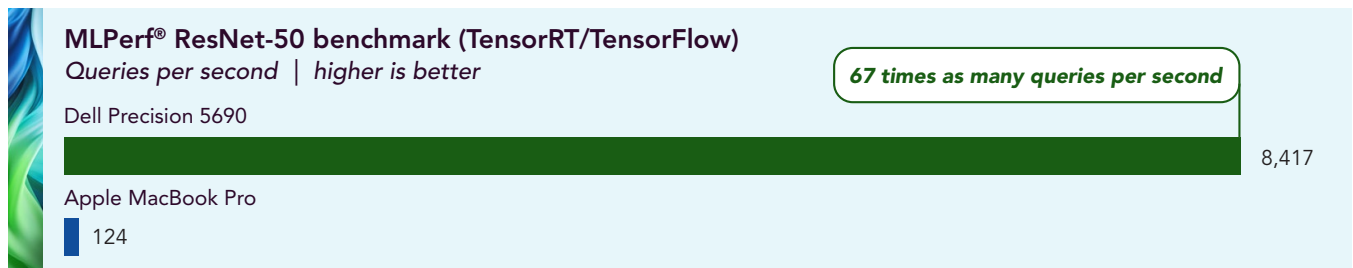 MLPerf® ResNet-50 benchmark (TensorRT/TensorFlow)
Queries per second | higher is better
67 times as many queries per second
Dell Precision 5690
8,417
Apple MacBook Pro
124